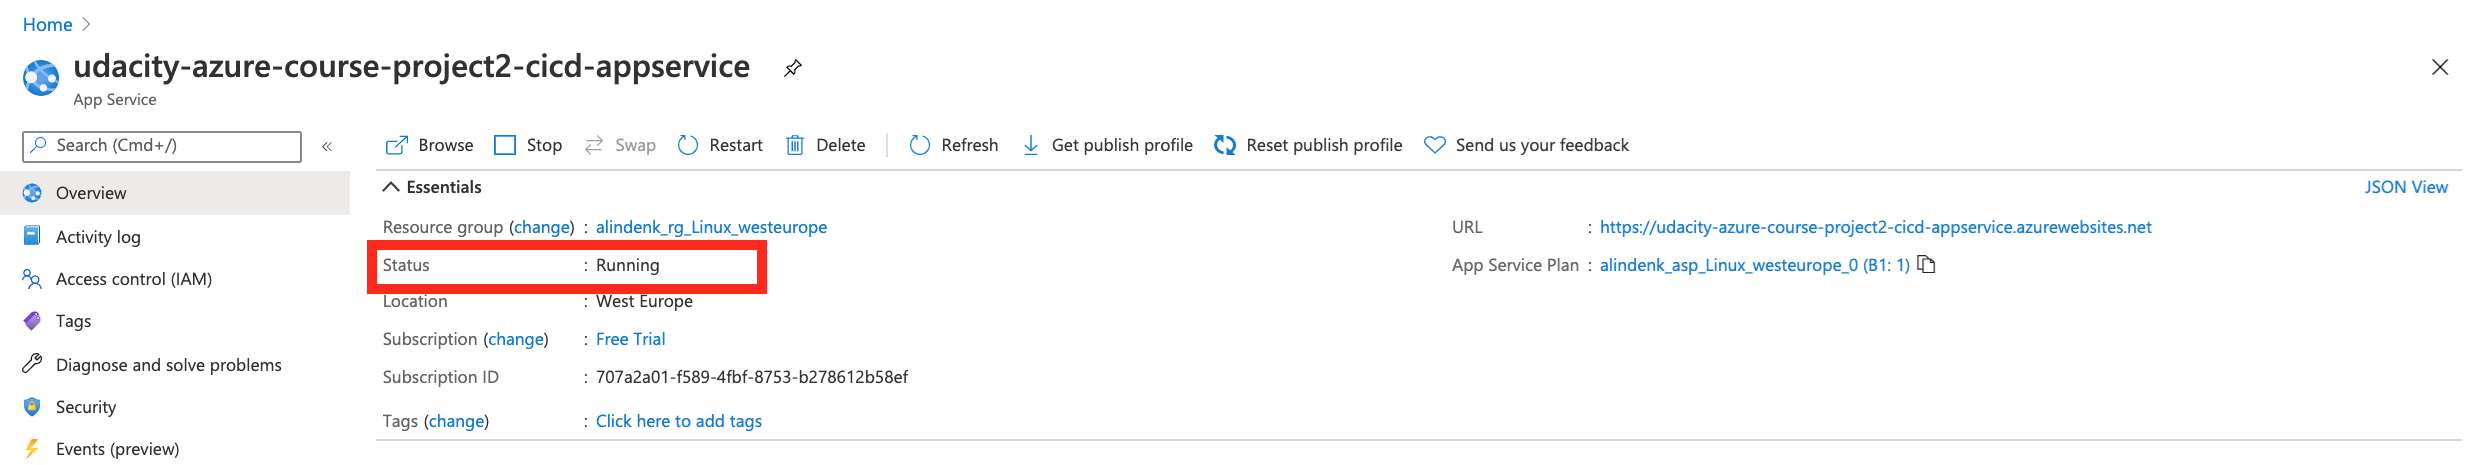 Home
udacity-azure-course-project2-cicd-appservice
App Service
Search (Cmd+/)
«
Browse Stop Swap Restart Delete Refresh Get publish profile Reset publish profile Send us your feedback
Overview
Activity log
Access control (IAM)
Tags
Diagnose and solve problems
Security
Events (preview)
Essentials
JSON View
Resource group (change) : alindenk_rg_Linux_westeurope
Status : Running
Location : West Europe
Subscription (change) : Free Trial
Subscription ID : 707a2a01-f589-4fbf-8753-b278612b58ef
Tags (change) : Click here to add tags
URL : https://udacity-azure-course-project2-cicd-appservice.azurewebsites.net
App Service Plan : alindenk_asp_Linux_westeurope_0 (B1: 1)